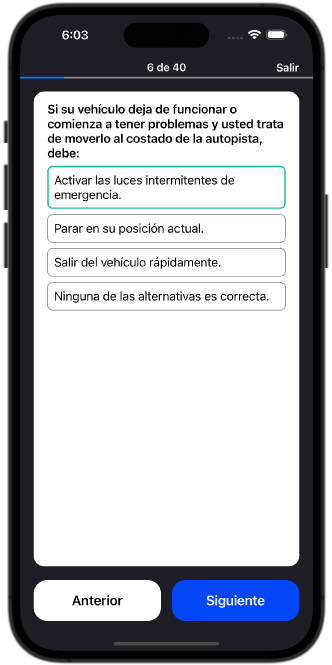 6:03
6 de 40
Salir
Si su vehículo deja de funcionar o
comienza a tener problemas y usted trata
de moverlo al costado de la autopista,
debe:
Activar las luces intermitentes de
emergencia.
Parar en su posición actual.
Salir del vehículo rápidamente.
Ninguna de las alternativas es correcta.
Anterior
Siguiente